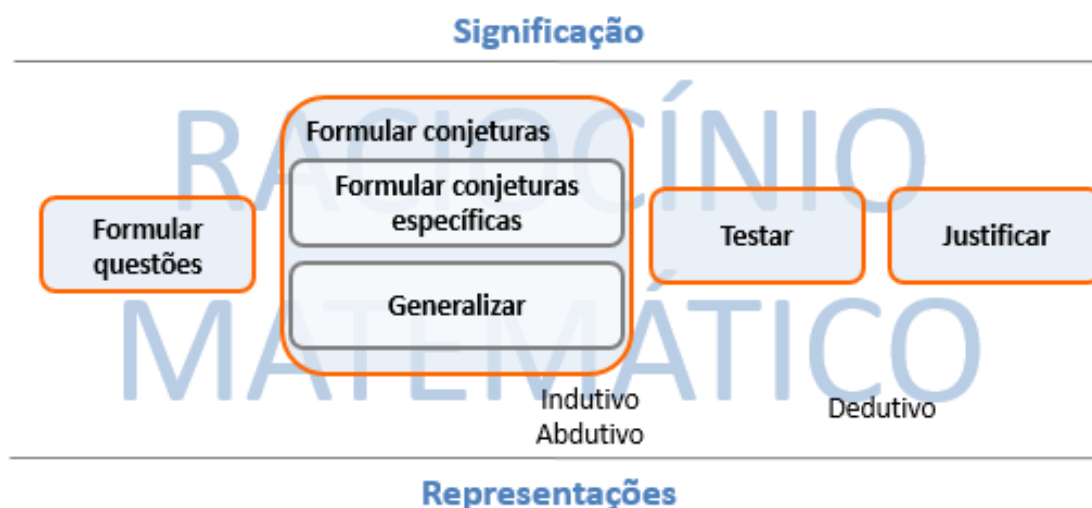 Significação
RACIOCÍNIO
MATEMÁTICO
Formular
questões
Formular conjeturas
Formular conjeturas
específicas
Generalizar
Testar
Justificar
Indutivo
Abdutivo
Dedutivo
Representações